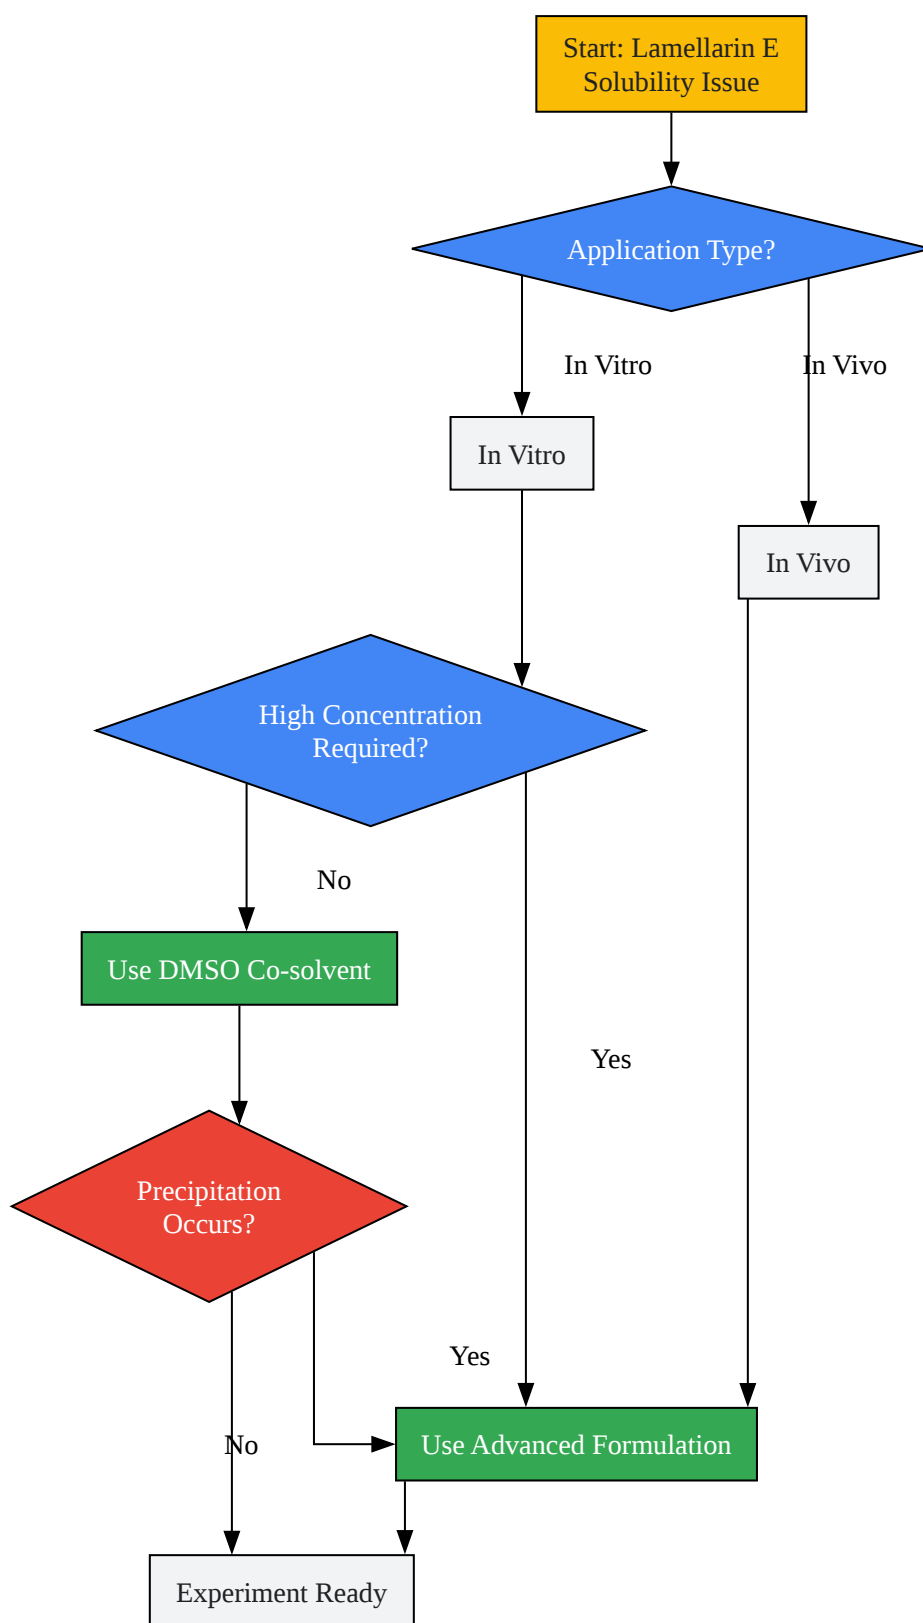 Start: Lamellarin E
Solubility Issue
Application Type?
In Vitro
In Vivo
In Vitro
In Vivo
High Concentration
Required?
No
Use DMSO Co-solvent
Yes
Precipitation
Occurs?
Yes
No
Use Advanced Formulation
Experiment Ready